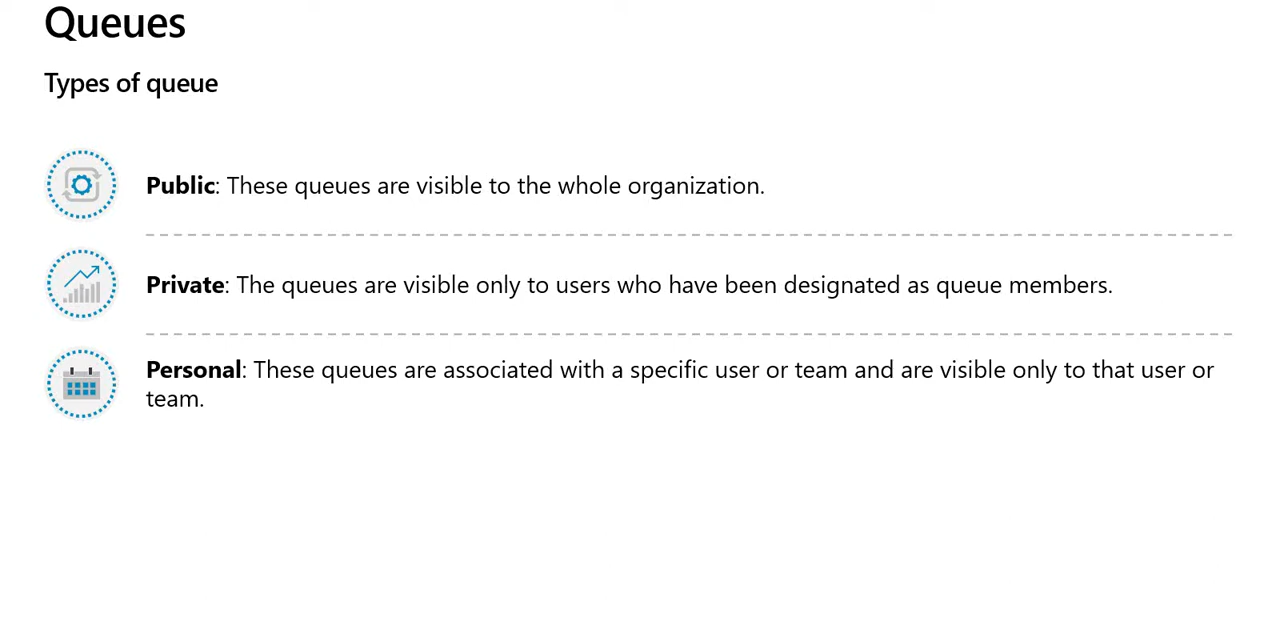 Queues
Types of queue
Public: These queues are visible to the whole organization.
Private: The queues are visible only to users who have been designated as queue members.
Personal: These queues are associated with a specific user or team and are visible only to that user or
team.